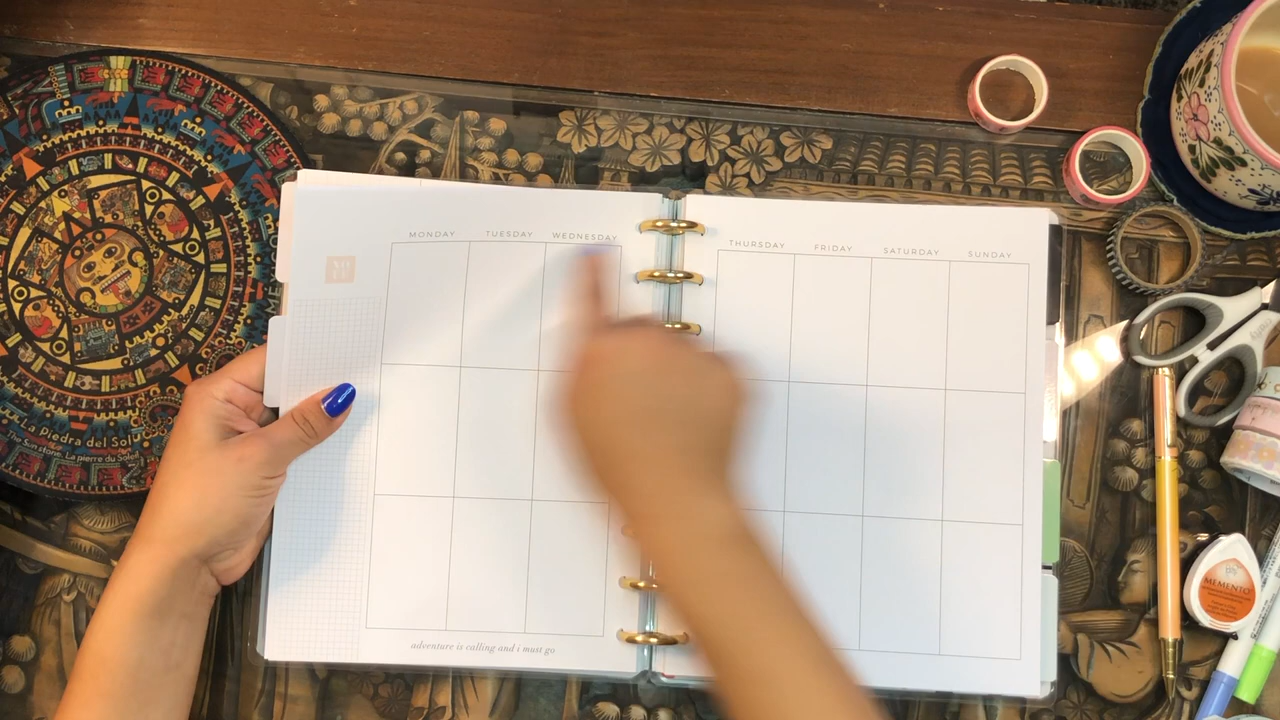 MONDAY TUESDAY WEDNESDAY
THURSDAY FRIDAY SATURDAY SUNDAY
adventure is calling and i must go
La Piedra del Sol
The Sun stone. La pierre du Soleil
MEMENTO